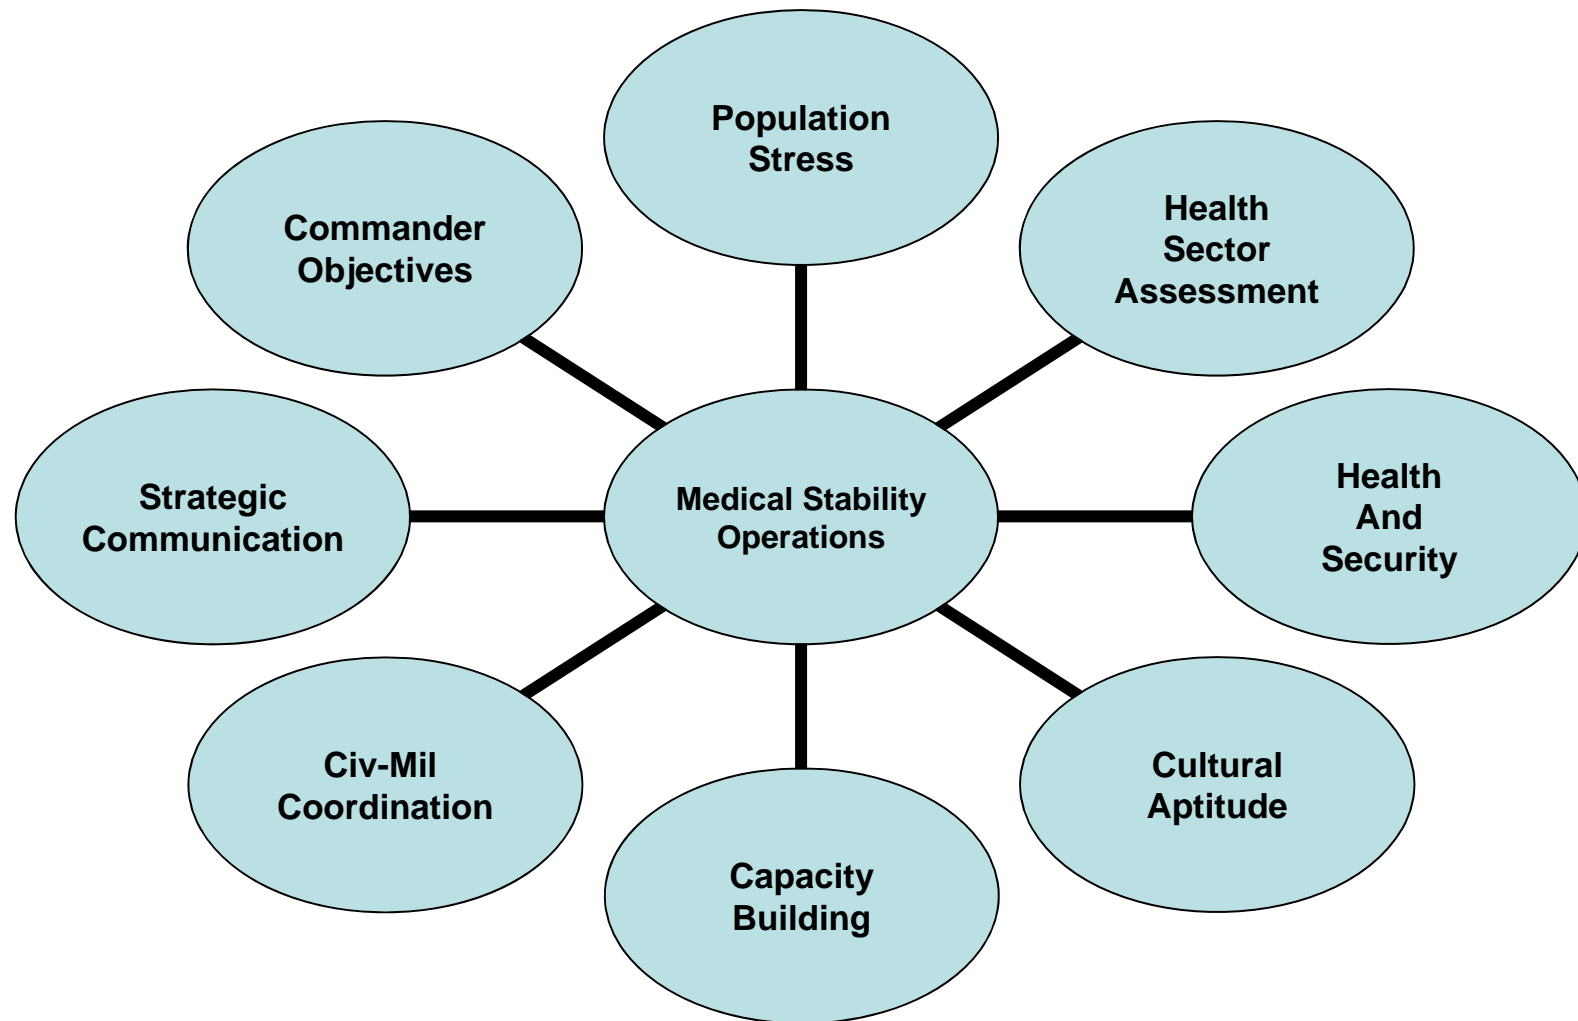 Population
Stress
Commander
Objectives
Health
Sector
Assessment
Strategic
Communication
Medical Stability
Operations
Health
And
Security
Civ-Mil
Coordination
Cultural
Aptitude
Capacity
Building